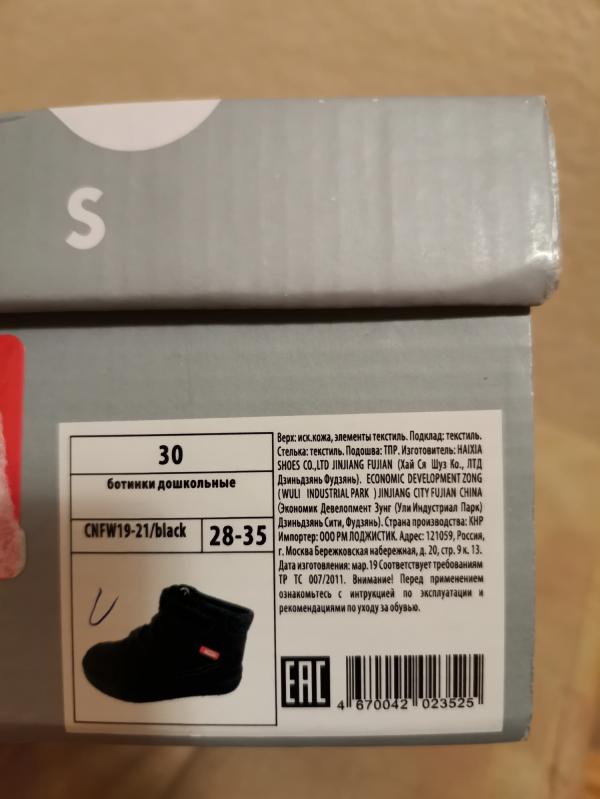 S
30
ботинки дошкольные
CNFW19-21/black
28-35
Верх: иск.кожа, элементы текстиль. Подклад: текстиль.
Стелька: текстиль. Подошва: ТПР. Изготовитель: HAIXIA
SHOES CO.,LTD JINJIANG FUJIAN (Хай Ся Шуз Ко., ЛТД
Дзиньдзянь Фудзянь). ECONOMIC DEVELOPMENT ZONG
(WULI INDUSTRIAL PARK ) JINJIANG CITY FUJIAN CHINA
(Экономик Девелопмент Зунг (Ули Индустриал Парк)
Дзиньдзянь Сити, Фудзянь). Страна производства: КНР
Импортер: ООО РМ ЛОДЖИСТИК. Адрес: 121059, Россия,
г. Москва Бережковская набережная, д. 20, стр. 9 к. 13.
Дата изготовления: мар.19 Соответствует требованиям
ТР ТС 007/2011. Внимание! Перед применением
ознакомьтесь с интрукцией по эксплуатации и
рекомендациями по уходу за обувью.
EAC
4 670042 023525